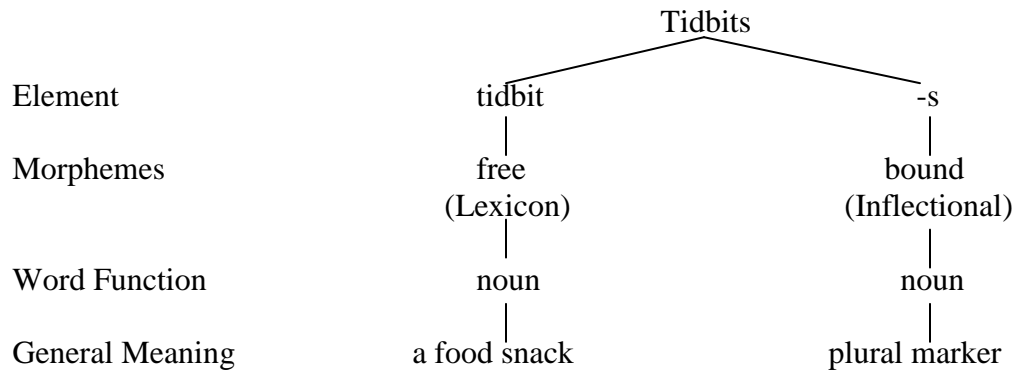 Tidbits
Element tidbit -s
Morphemes free bound
(Lexicon) (Inflectional)
Word Function noun noun
General Meaning a food snack plural marker